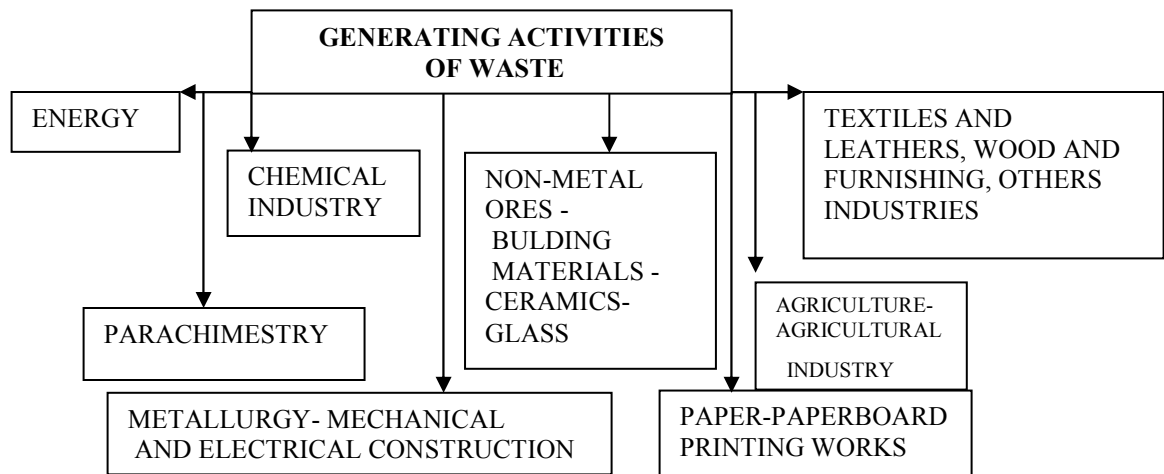 GENERATING ACTIVITIES
OF WASTE
ENERGY
TEXTILES AND
LEATHERS, WOOD AND
FURNISHING, OTHERS
INDUSTRIES
CHEMICAL
INDUSTRY
NON-METAL
ORES -
BULDING
MATERIALS -
CERAMICS-
GLASS
PARACHIMESTRY
AGRICULTURE-
AGRICULTURAL
INDUSTRY
METALLURGY- MECHANICAL
AND ELECTRICAL CONSTRUCTION
PAPER-PAPERBOARD
PRINTING WORKS